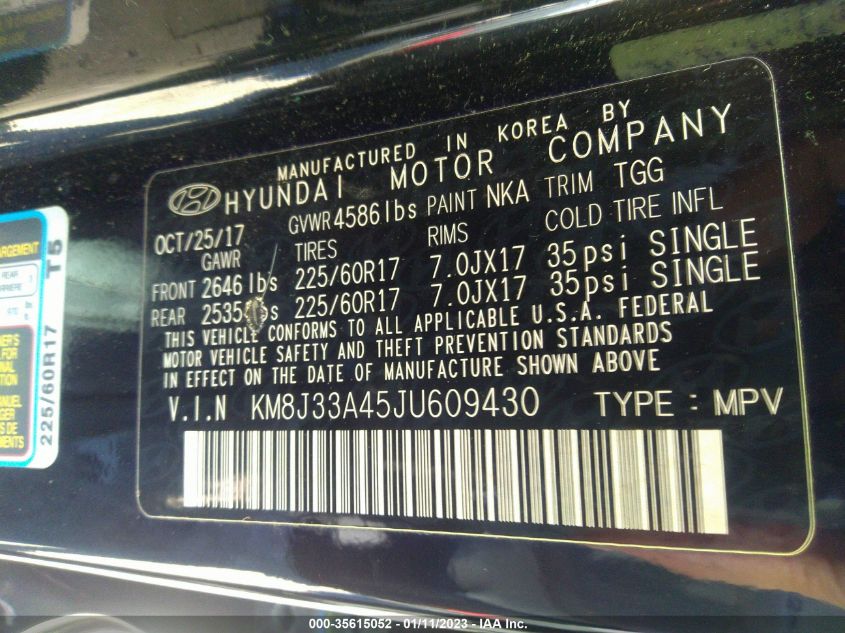 MANUFACTURED IN KOREA BY
HYUNDAI MOTOR COMPANY
OCT/25/17 GVWR 4586 lbs PAINT NKA TRIM TGG
GAWR TIRES RIMS COLD TIRE INFL
FRONT 2646 lbs 225/60R17 7.0JX17 35psi SINGLE
REAR 2535 225/60R17 7.0JX17 35psi SINGLE
THIS VEHICLE CONFORMS TO ALL APPLICABLE U.S.A. FEDERAL
MOTOR VEHICLE SAFETY AND THEFT PREVENTION STANDARDS
IN EFFECT ON THE DATE OF MANUFACTURE SHOWN ABOVE
V.I.N KM8J33A45JU609430 TYPE : MPV
225/60R17 T5
REAR
000-35615052 - 01/11/2023 - IAA Inc.